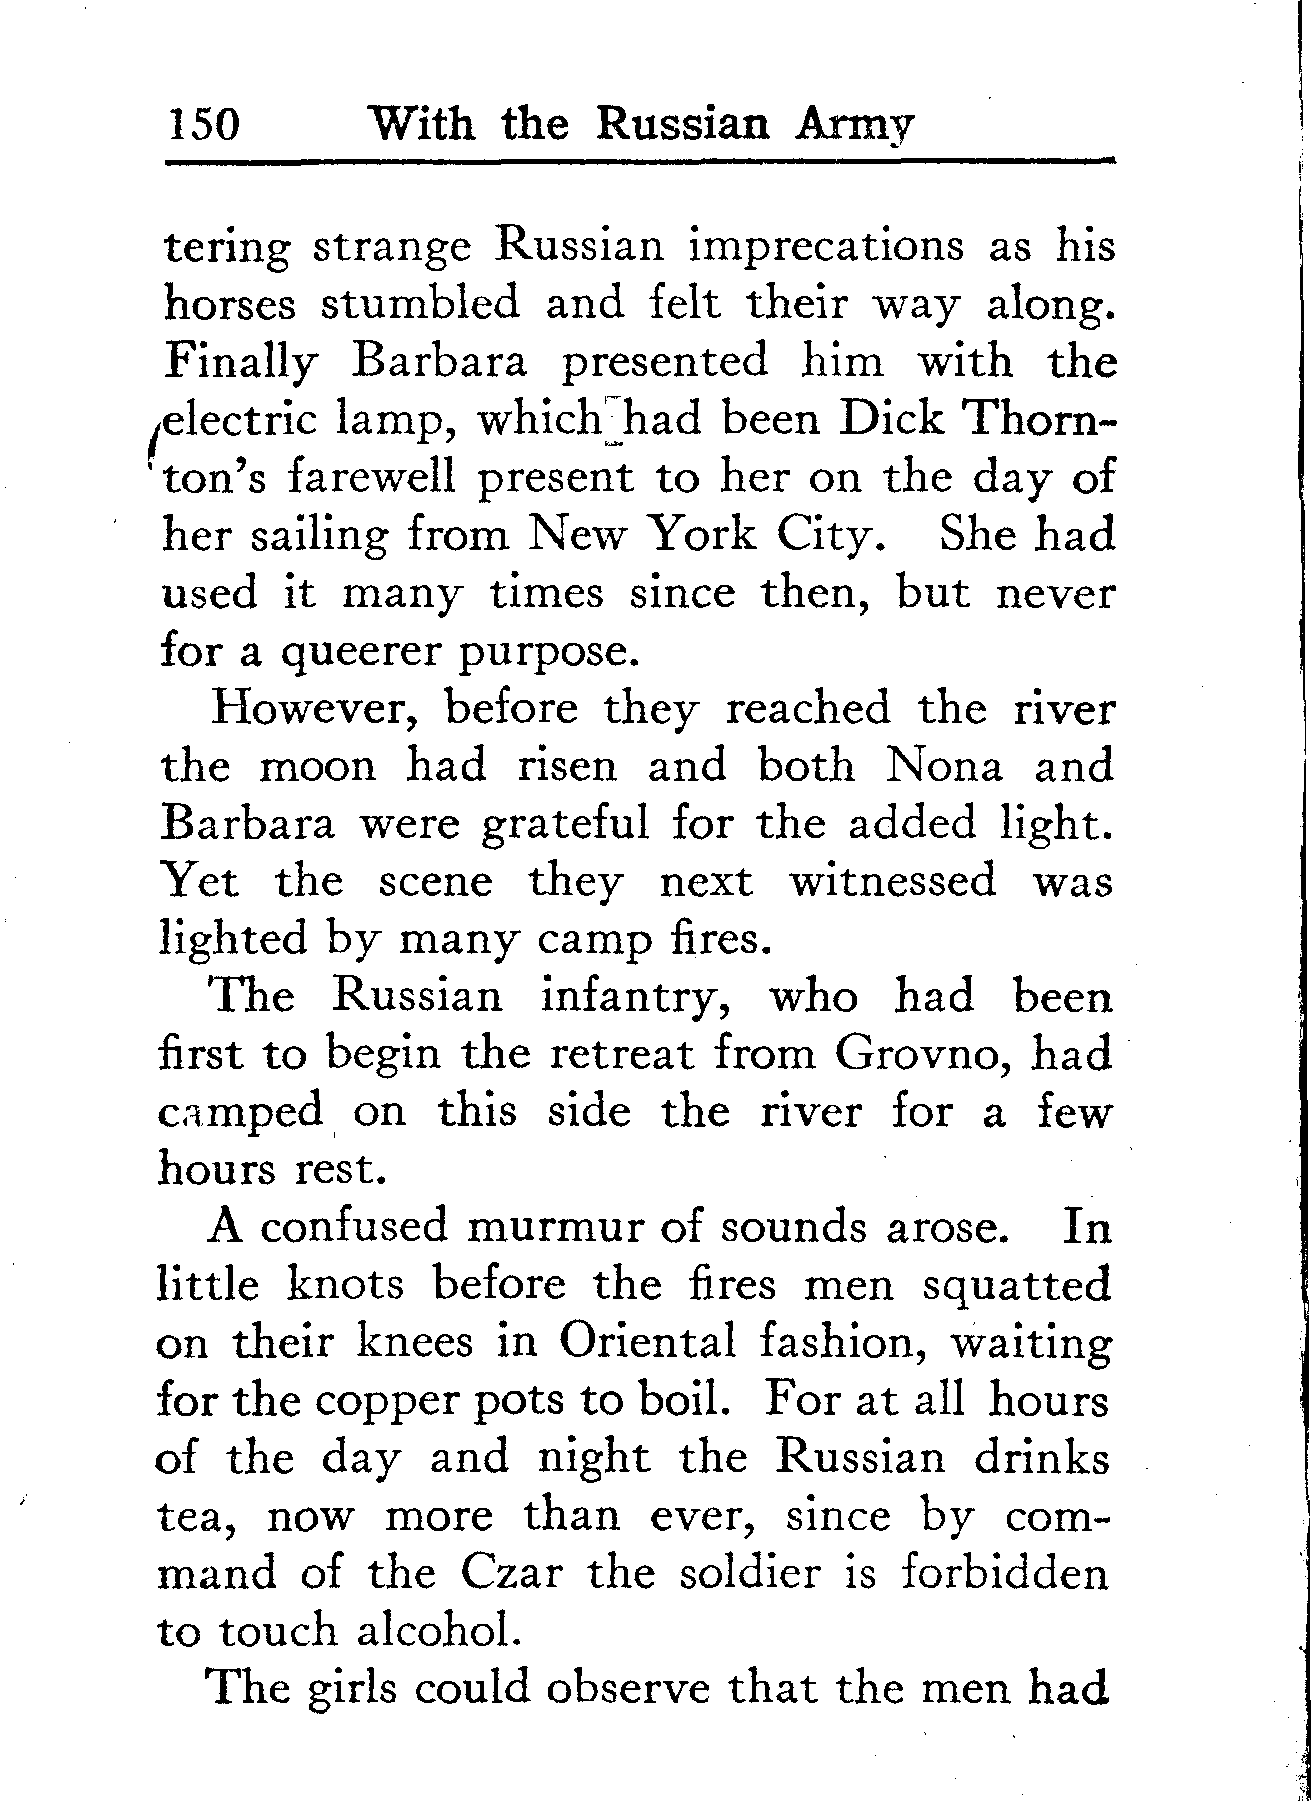 150 With the Russian Army
tering strange Russian imprecations as his
horses stumbled and felt their way along.
Finally Barbara presented him with the
electric lamp, which had been Dick Thorn-
ton's farewell present to her on the day of
her sailing from New York City. She had
used it many times since then, but never
for a queerer purpose.
However, before they reached the river
the moon had risen and both Nona and
Barbara were grateful for the added light.
Yet the scene they next witnessed was
lighted by many camp fires.
The Russian infantry, who had been
first to begin the retreat from Grovno, had
camped on this side the river for a few
hours rest.
A confused murmur of sounds arose. In
little knots before the fires men squatted
on their knees in Oriental fashion, waiting
for the copper pots to boil. For at all hours
of the day and night the Russian drinks
tea, now more than ever, since by com-
mand of the Czar the soldier is forbidden
to touch alcohol.
The girls could observe that the men had